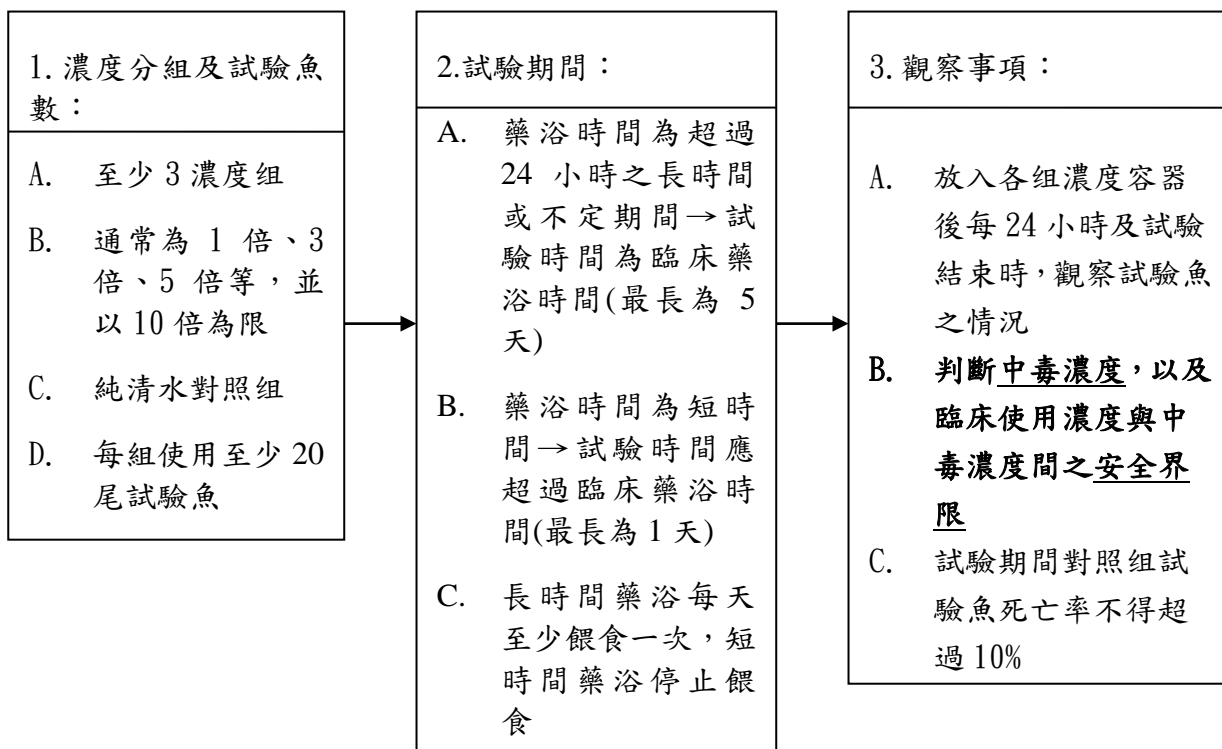 1.濃度分組及試驗魚
數：
A. 至少3濃度組
B. 通常為 1 倍、3
倍、5 倍等，並
以10倍為限
C. 純清水對照組
D. 每組使用至少20
尾試驗魚
2.試驗期間：
A. 藥浴時間為超過
24 小時之長時間
或不定期間→試
驗時間為臨床藥
浴時間(最長為 5
天)
B. 藥浴時間為短時
間→試驗時間應
超過臨床藥浴時
間(最長為1天)
C. 長時間藥浴每天
至少餵食一次，短
時間藥浴停止餵
食
3.觀察事項：
A. 放入各組濃度容器
後每24小時及試驗
結束時，觀察試驗魚
之情況
B. 判斷中毒濃度，以及
臨床使用濃度與中
毒濃度間之安全界
限
C. 試驗期間對照組試
驗魚死亡率不得超
過10%